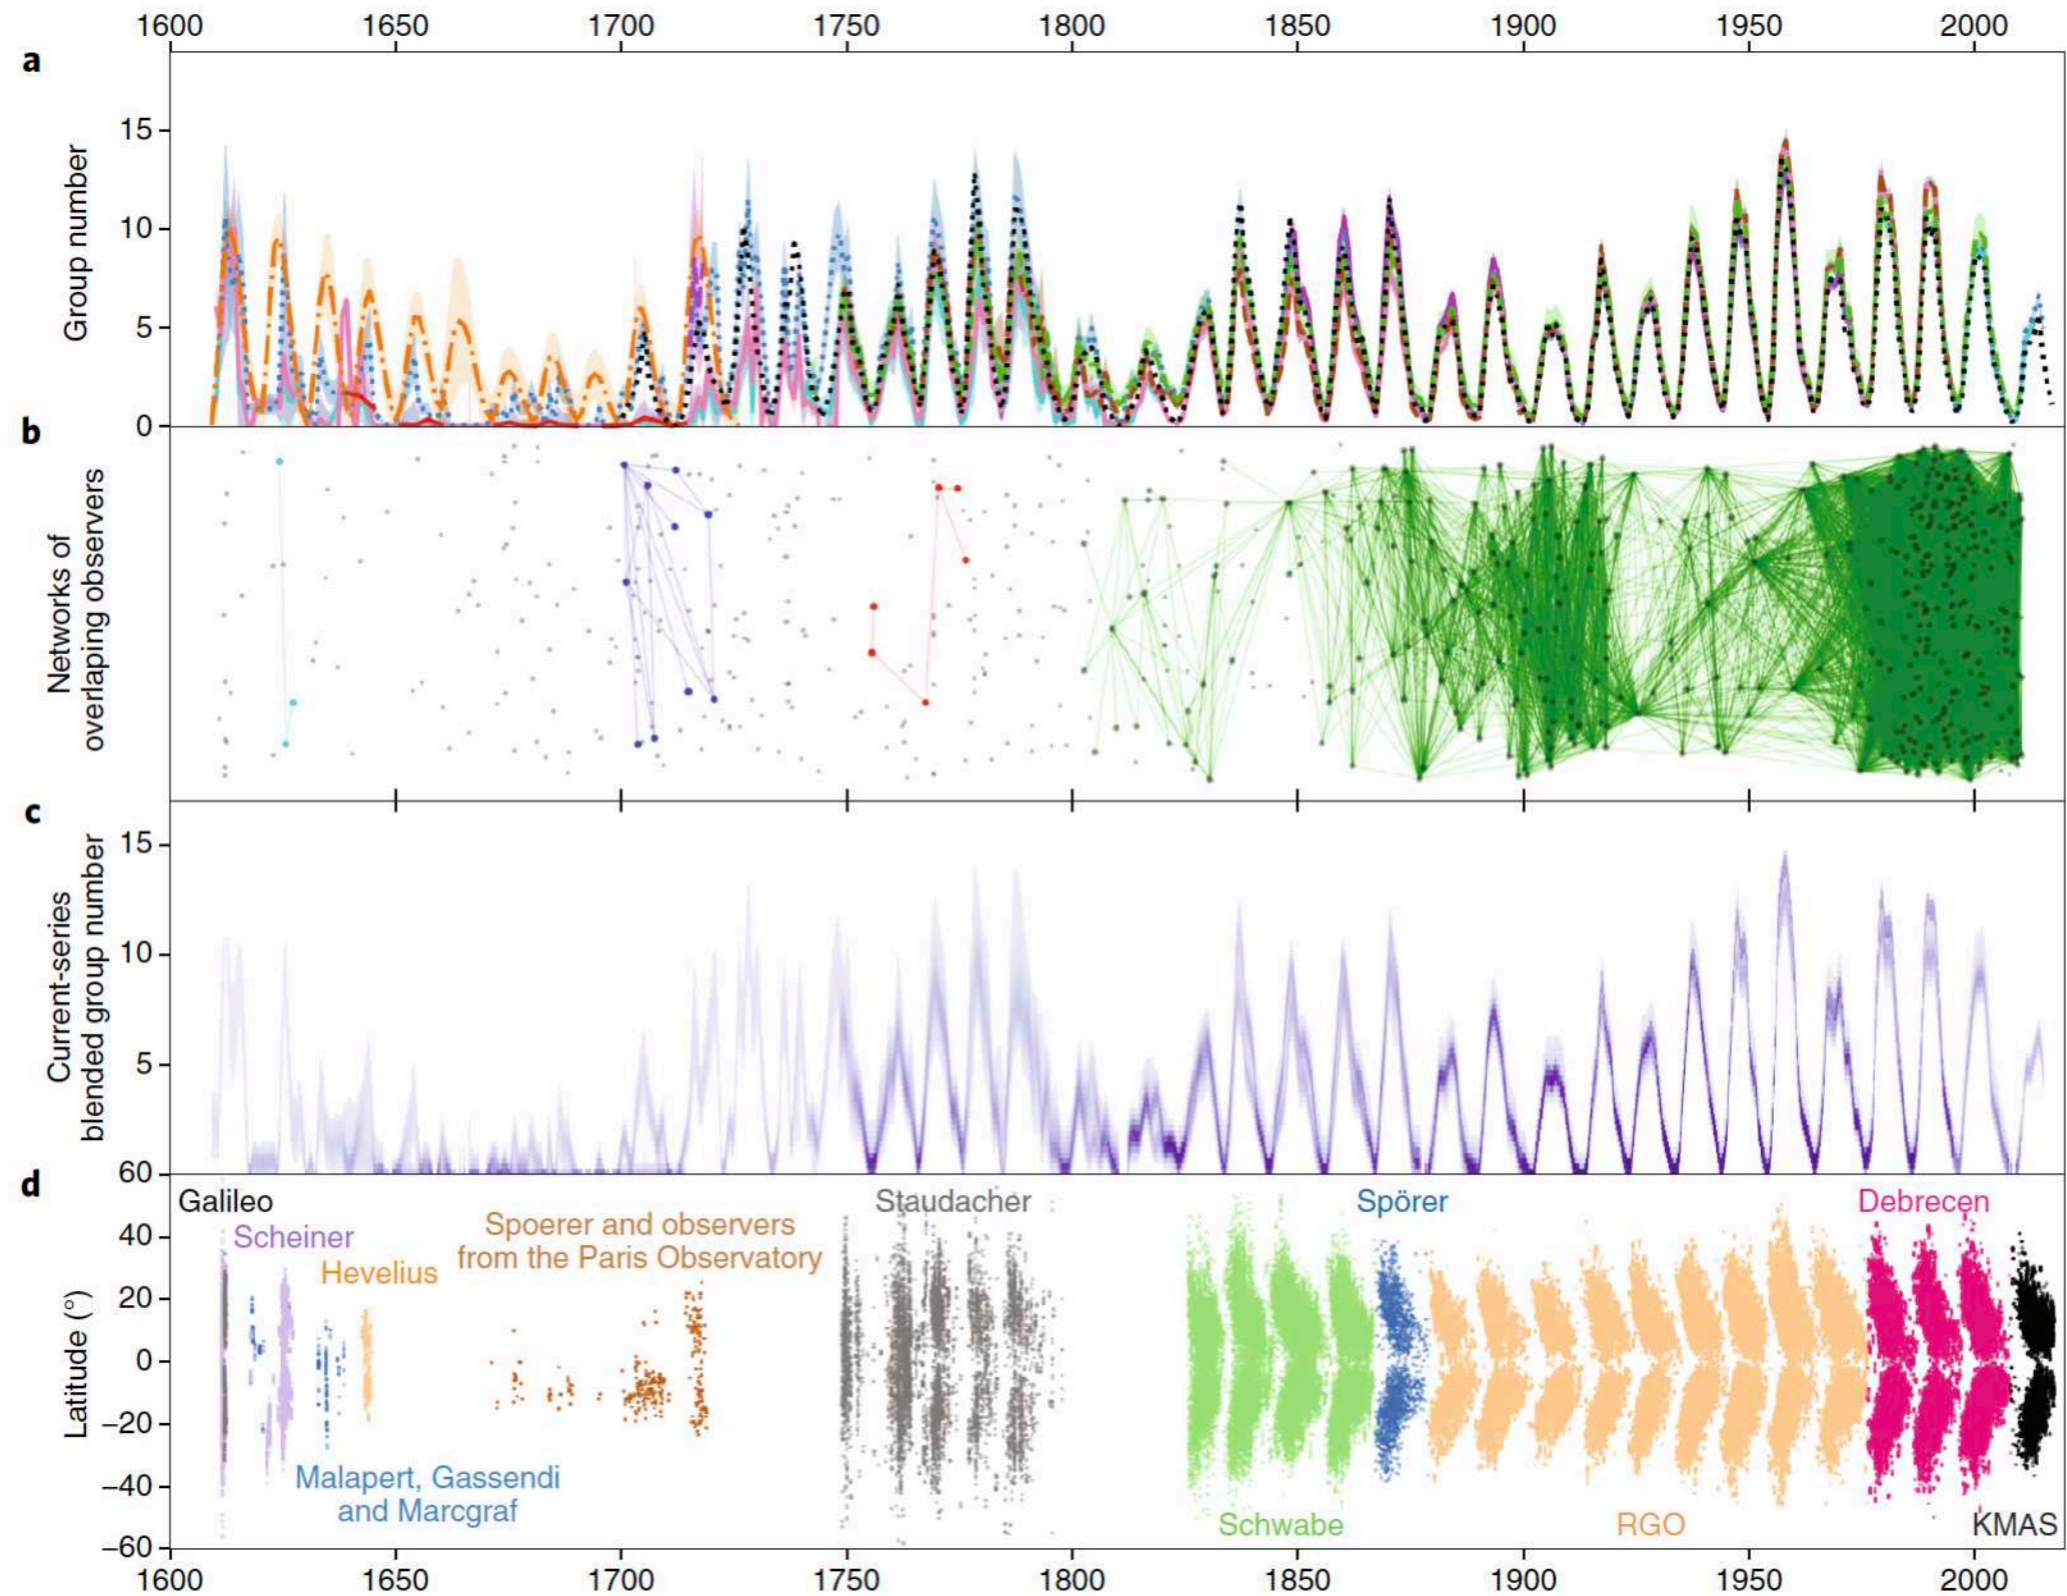 1600 1650 1700 1750 1800 1850 1900 1950 2000
a
15
10
5
0
Group number
b
Networks of
overlaping observers
c
15
10
5
Current-series
blended group number
60
d
40
20
0
−20
−40
−60
Latitude (°)
Galileo
Scheiner
Hevelius
Spoerer and observers
from the Paris Observatory
Malapert, Gassendi
and Marcgraf
Staudacher
Schwabe
Spörer
RGO
Debrecen
KMAS
1600 1650 1700 1750 1800 1850 1900 1950 2000